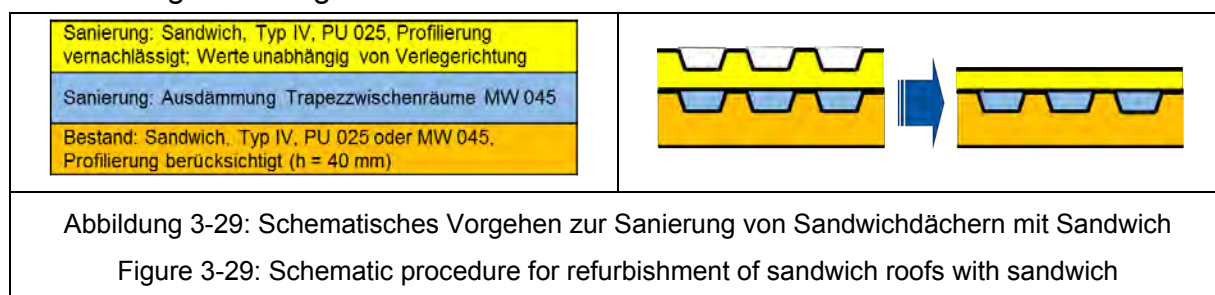 Sanierung: Sandwich, Typ IV, PU 025, Profilierung
vernachlässigt; Werte unabhängig von Verlegerichtung
Sanierung: Ausdämmung Trapezzwischenräume MW 045
Bestand: Sandwich, Typ IV, PU 025 oder MW 045,
Profilierung berücksichtigt (h = 40 mm)
Abbildung 3-29: Schematisches Vorgehen zur Sanierung von Sandwichdächern mit Sandwich
Figure 3-29: Schematic procedure for refurbishment of sandwich roofs with sandwich